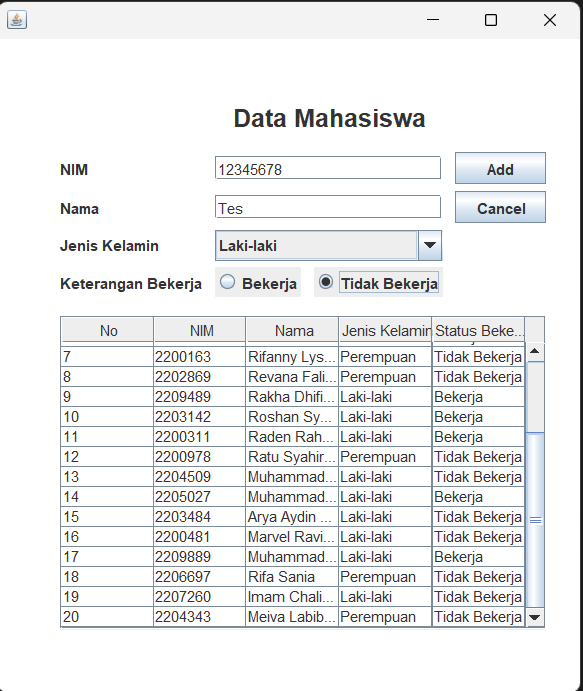 Data Mahasiswa
NIM 12345678 Add
Nama Tes Cancel
Jenis Kelamin Laki-laki
Keterangan Bekerja Bekerja Tidak Bekerja
No NIM Nama Jenis Kelamin Status Beke...
7 2200163 Rifanny Lys... Perempuan Tidak Bekerja
8 2202869 Revana Fali... Perempuan Tidak Bekerja
9 2209489 Rakha Dhifi... Laki-laki Bekerja
10 2203142 Roshan Sy... Laki-laki Bekerja
11 2200311 Raden Rah... Laki-laki Bekerja
12 2200978 Ratu Syahir... Perempuan Tidak Bekerja
13 2204509 Muhammad... Laki-laki Tidak Bekerja
14 2205027 Muhammad... Laki-laki Bekerja
15 2203484 Arya Aydin ... Laki-laki Tidak Bekerja
16 2200481 Marvel Ravi... Laki-laki Tidak Bekerja
17 2209889 Muhammad... Laki-laki Bekerja
18 2206697 Rifa Sania Perempuan Tidak Bekerja
19 2207260 Imam Chali... Laki-laki Tidak Bekerja
20 2204343 Meiva Labib... Perempuan Tidak Bekerja